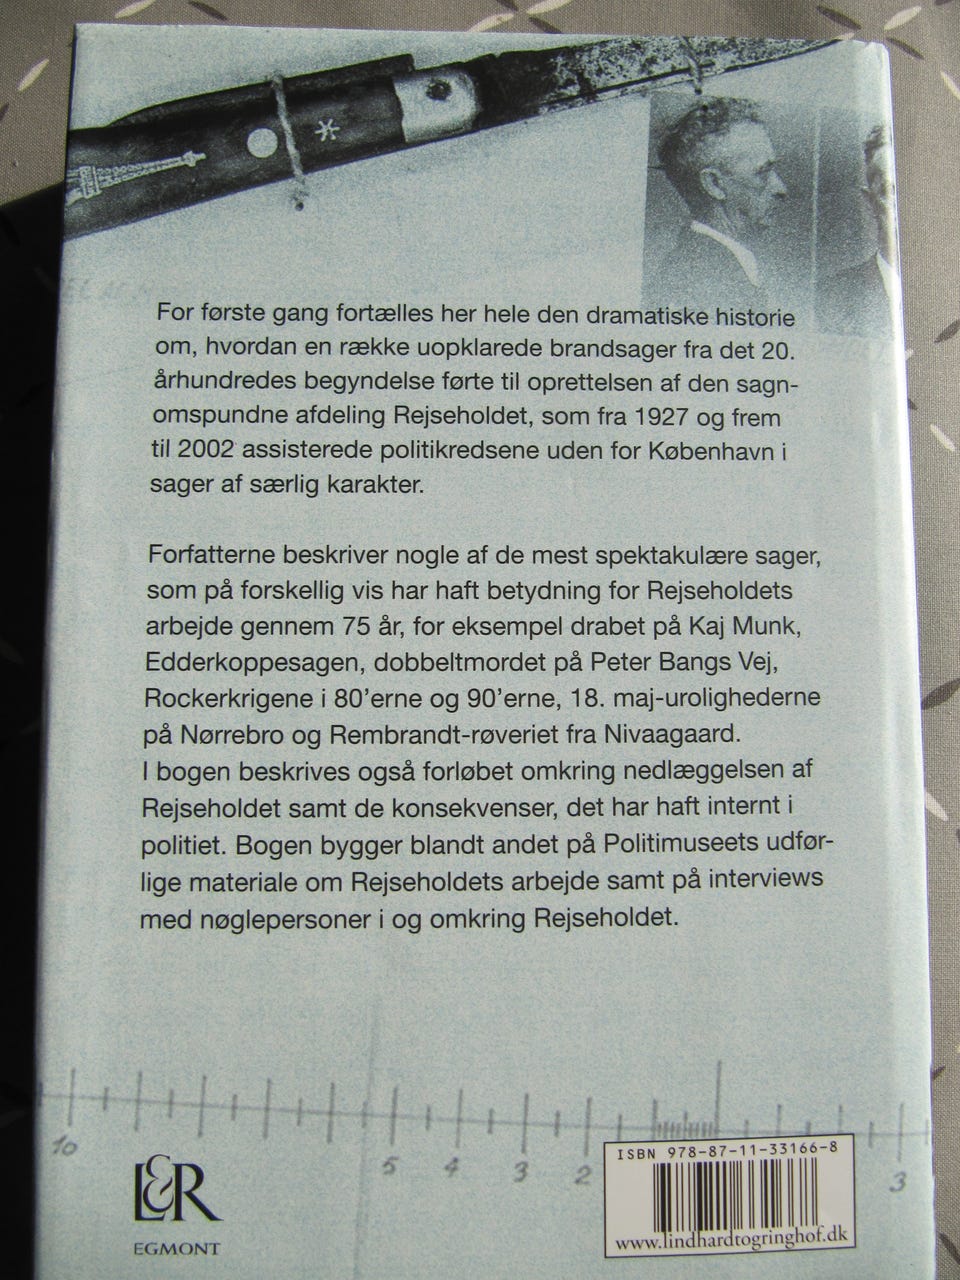 For første gang fortælles her hele den dramatiske historie
om, hvordan en række uopklarede brandsager fra det 20.
århundredes begyndelse førte til oprettelsen af den sagn-
omspundne afdeling Rejseholdet, som fra 1927 og frem
til 2002 assisterede politikredsene uden for København i
sager af særlig karakter.
Forfatterne beskriver nogle af de mest spektakulære sager,
som på forskellig vis har haft betydning for Rejseholdets
arbejde gennem 75 år, for eksempel drabet på Kaj Munk,
Edderkoppesagen, dobbeltmordet på Peter Bangs Vej,
Rockerkrigene i 80'erne og 90'erne, 18. maj-urolighederne
på Nørrebro og Rembrandt-røveriet fra Nivaagaard.
I bogen beskrives også forløbet omkring nedlæggelsen af
Rejseholdet samt de konsekvenser, det har haft internt i
politiet. Bogen bygger blandt andet på Politimuseets udfør-
lige materiale om Rejseholdets arbejde samt på interviews
med nøglepersoner i og omkring Rejseholdet.
10 5 4 3 2 3
L&R
EGMONT
ISBN 978-87-11-33166-8
www.lindhardtogringhof.dk